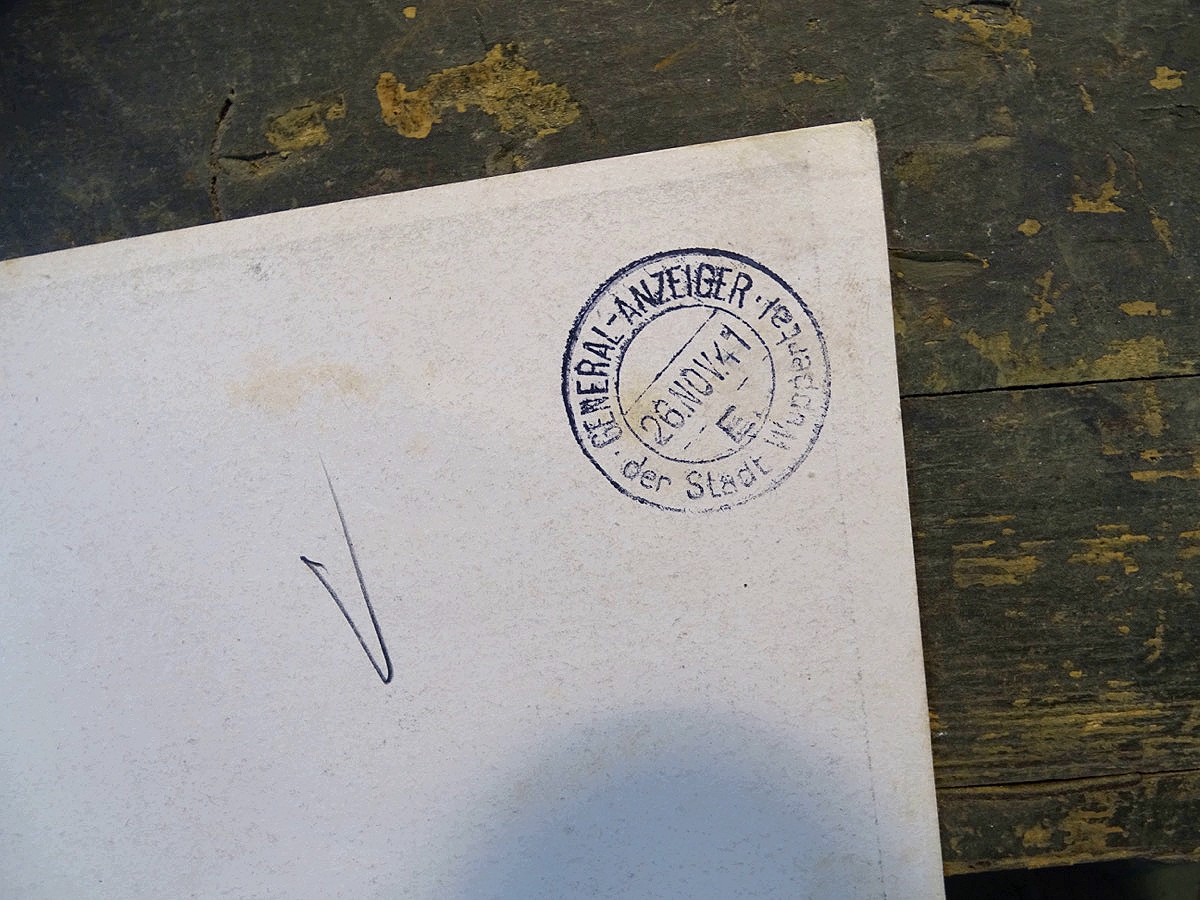 GENERAL-ANZEIGER·
der Stadt Wuppertal·
26.NOV.41
E.